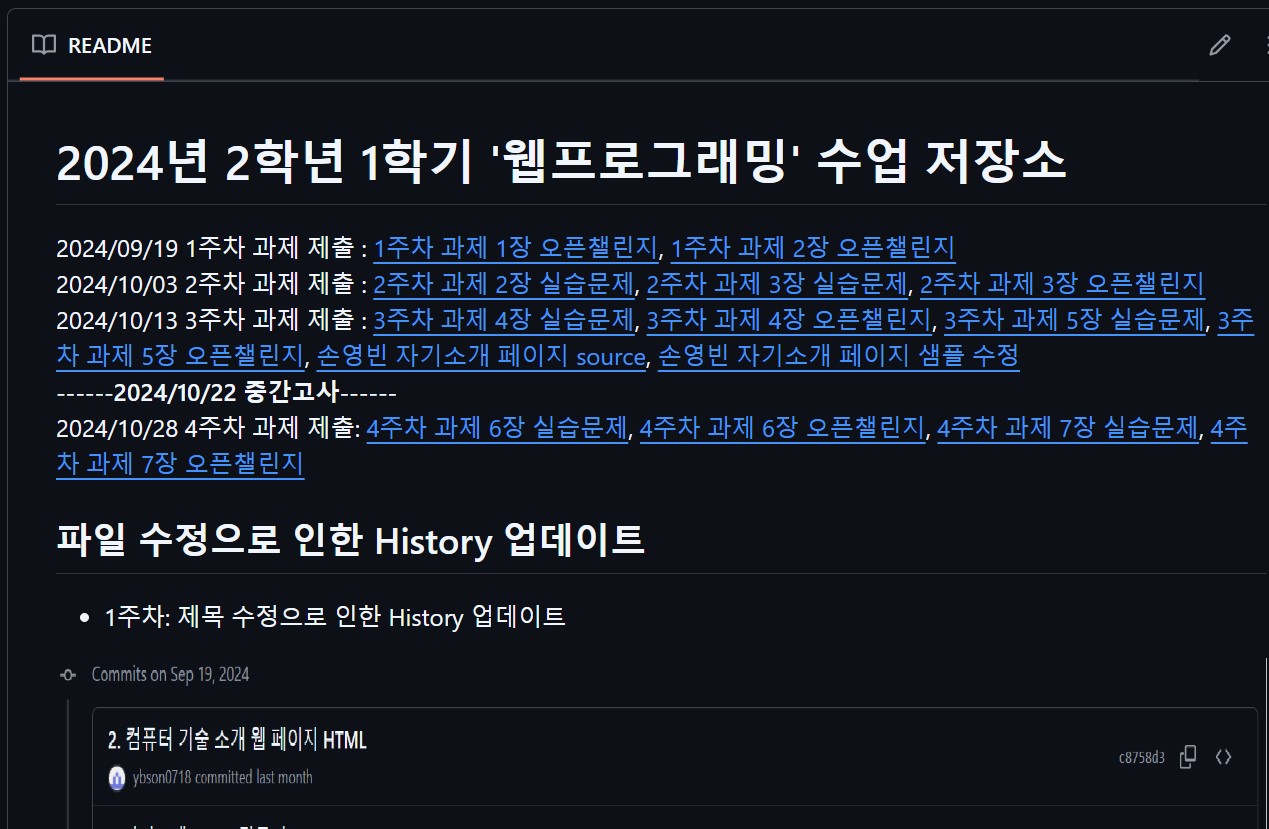 README
2024년 2학년 1학기 '웹프로그래밍' 수업 저장소
2024/09/19 1주차 과제 제출 : 1주차 과제 1장 오픈챌린지, 1주차 과제 2장 오픈챌린지
2024/10/03 2주차 과제 제출 : 2주차 과제 2장 실습문제, 2주차 과제 3장 실습문제, 2주차 과제 3장 오픈챌린지
2024/10/13 3주차 과제 제출 : 3주차 과제 4장 실습문제, 3주차 과제 4장 오픈챌린지, 3주차 과제 5장 실습문제, 3주
차 과제 5장 오픈챌린지, 손영빈 자기소개 페이지 source, 손영빈 자기소개 페이지 샘플 수정
------2024/10/22 중간고사------
2024/10/28 4주차 과제 제출: 4주차 과제 6장 실습문제, 4주차 과제 6장 오픈챌린지, 4주차 과제 7장 실습문제, 4주
차 과제 7장 오픈챌린지
파일 수정으로 인한 History 업데이트
• 1주차: 제목 수정으로 인한 History 업데이트
Commits on Sep 19, 2024
2. 컴퓨터 기술 소개 웹 페이지 HTML
c8758d3
ybson0718 committed last month